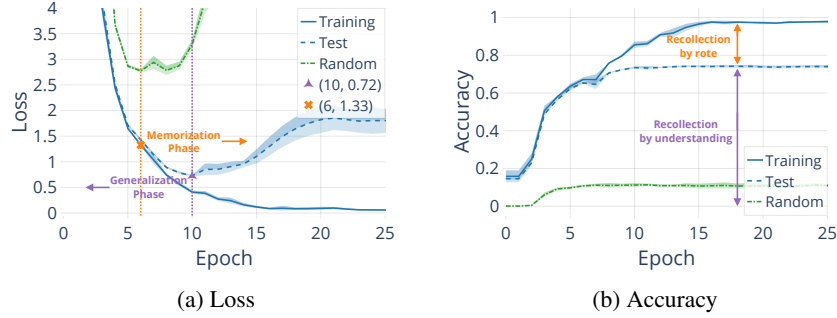 4
3.5
3
2.5
2
1.5
1
0.5
0
Loss
0
5
10
15
20
25
Epoch
Training
Test
Random
(10, 0.72)
(6, 1.33)
Memorization
Phase
Generalization
Phase
(a) Loss
1
0.8
0.6
0.4
0.2
0
Accuracy
0
5
10
15
20
25
Epoch
Recollection
by rote
Recollection
by understanding
Training
Test
Random
(b) Accuracy